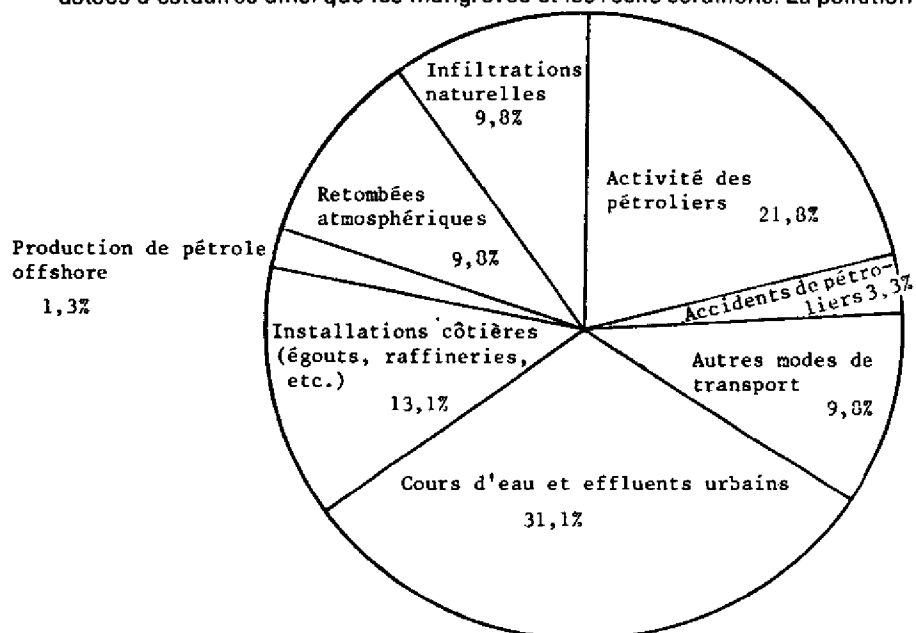 Infiltrations
naturelles
9,8%
Activité des
pétroliers
21,8%
Retombées
atmosphériques
9,8%
Production de pétrole
offshore
1,3%
Accidents de pétro-
liers 3,3%
Installations côtières
(égouts, raffineries,
etc.)
13,1%
Autres modes de
transport
9,8%
Cours d'eau et effluents urbains
31,1%